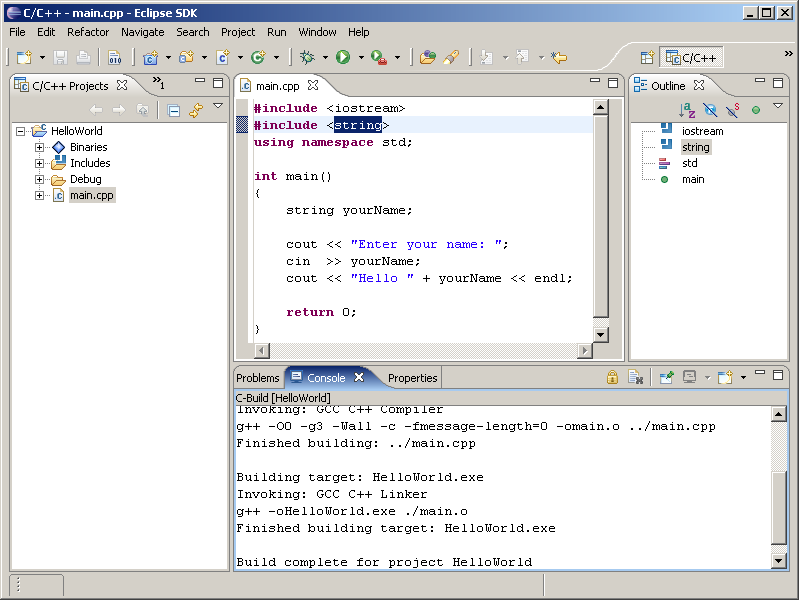 C/C++ - main.cpp - Eclipse SDK
File Edit Refactor Navigate Search Project Run Window Help
010
C/C++
»
C/C++ Projects
»1
HelloWorld
Binaries
Includes
Debug
main.cpp
main.cpp
#include <iostream>
#include <string>
using namespace std;
int main()
{
string yourName;
cout << "Enter your name: ";
cin >> yourName;
cout << "Hello " + yourName << endl;
return 0;
}
Outline
iostream
string
std
main
Problems Console Properties
C-Build [HelloWorld]
Invoking: GCC C++ Compiler
g++ -O0 -g3 -Wall -c -fmessage-length=0 -omain.o ../main.cpp
Finished building: ../main.cpp
Building target: HelloWorld.exe
Invoking: GCC C++ Linker
g++ -oHelloWorld.exe ./main.o
Finished building target: HelloWorld.exe
Build complete for project HelloWorld